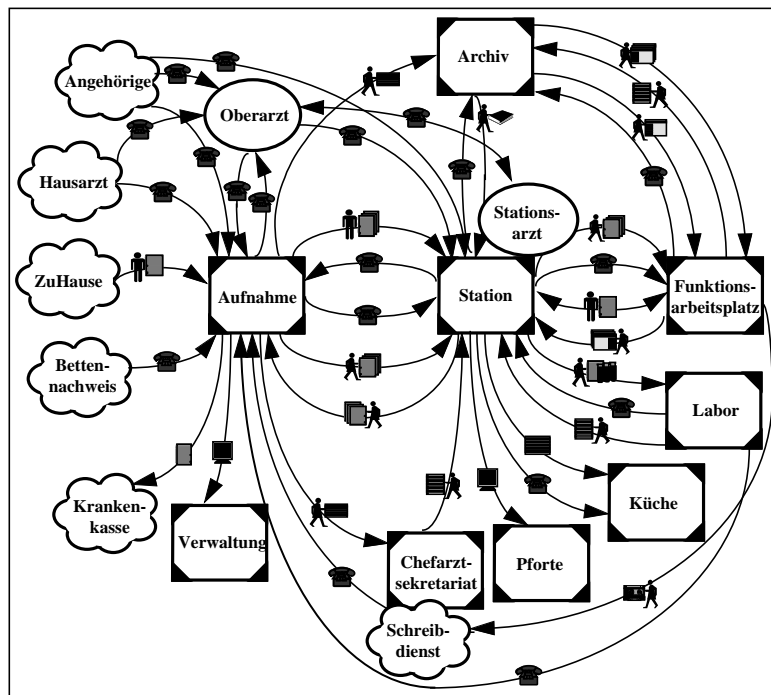 Archiv
Angehörige
Oberarzt
Hausarzt
Stations-
arzt
ZuHause
Aufnahme
Station
Funktions-
arbeitsplatz
Betten-
nachweis
Labor
Kranken-
kasse
Verwaltung
Küche
Chefarzt-
sekretariat
Pforte
Schreib-
dienst